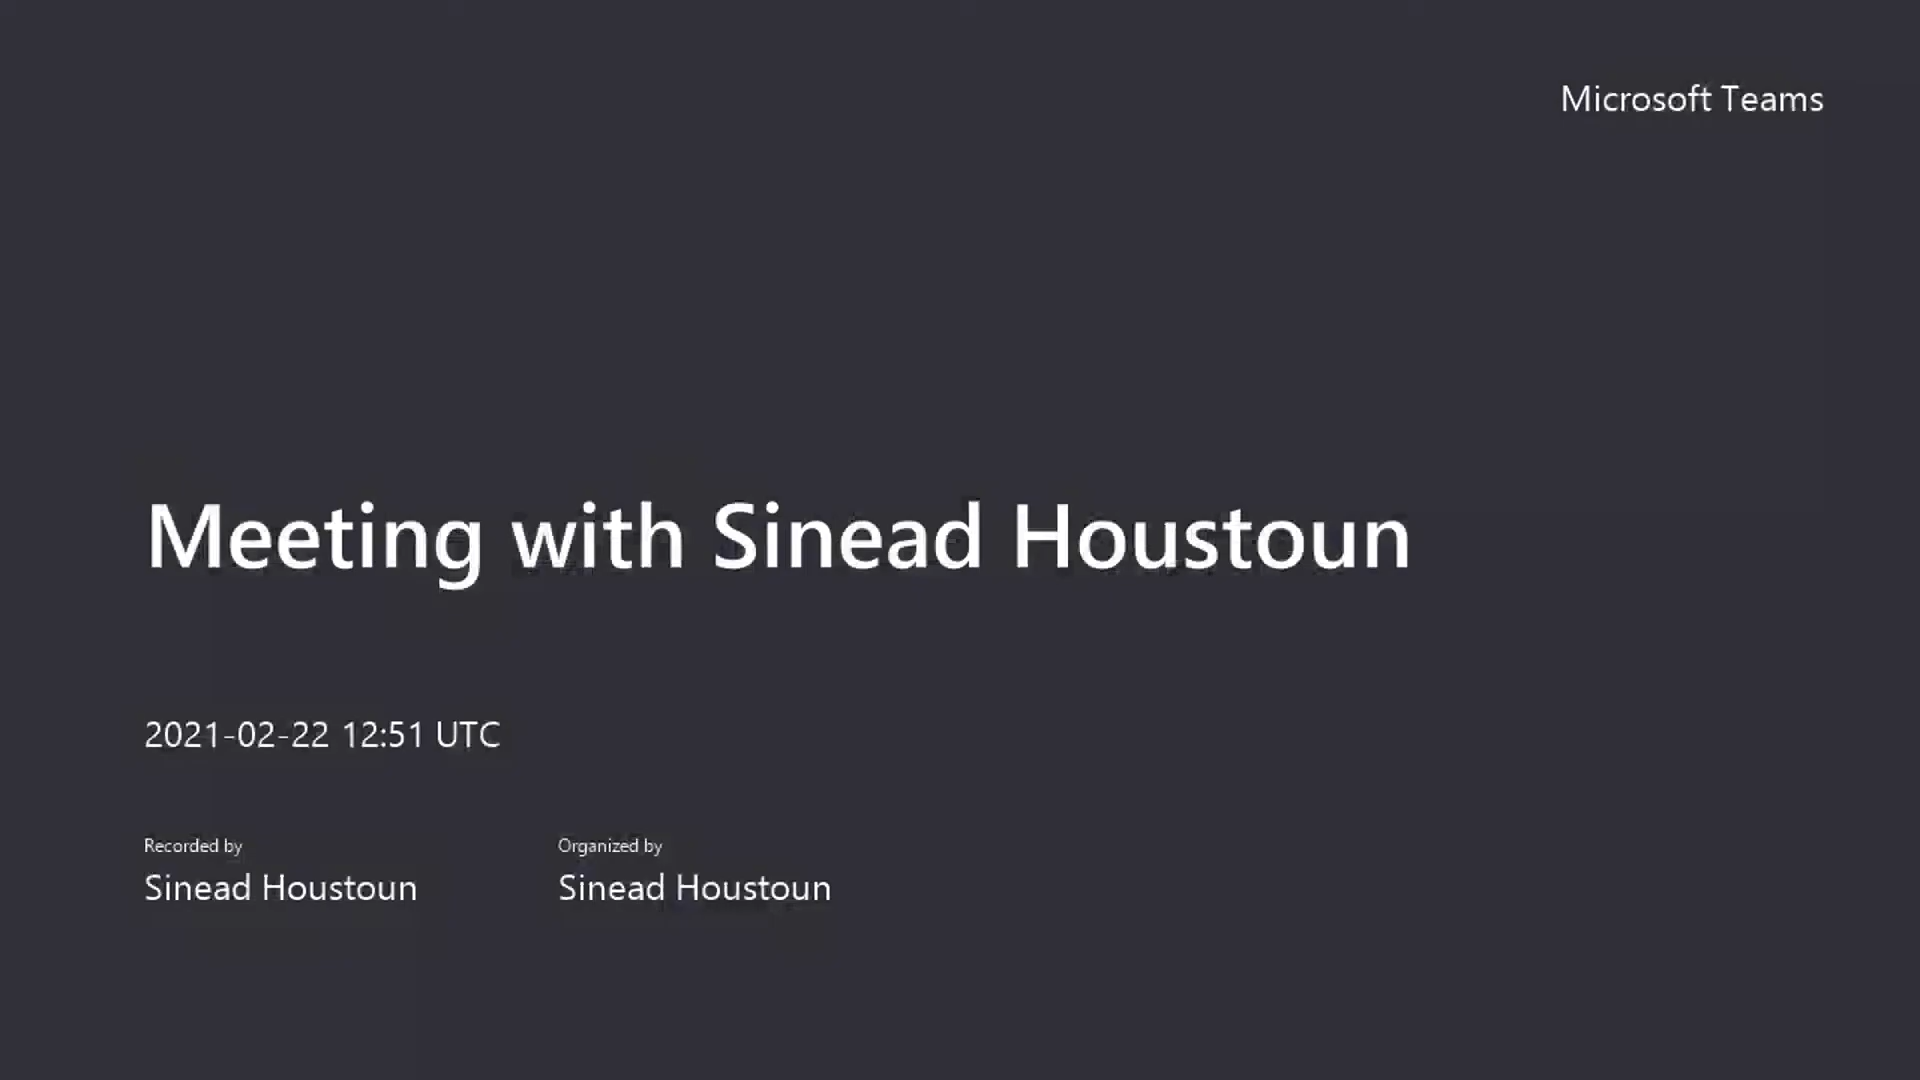 Microsoft Teams
Meeting with Sinead Houstoun
2021-02-22 12:51 UTC
Recorded by
Sinead Houstoun
Organized by
Sinead Houstoun